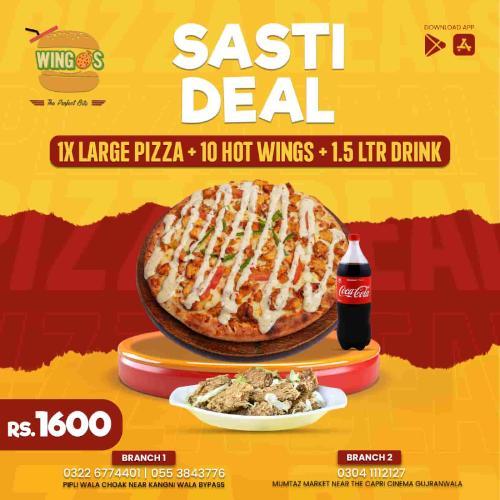 WINGOS
The Perfect Bite
SASTI
DEAL
DOWNLOAD APP
1X LARGE PIZZA + 10 HOT WINGS + 1.5 LTR DRINK
Coca-Cola
RS.1600
BRANCH 1
0322 6774401 | 055 3843776
PIPLI WALA CHOAK NEAR KANGNI WALA BYPASS
BRANCH 2
0304 1112127
MUMTAZ MARKET NEAR THE CAPRI CINEMA GUJRANWALA